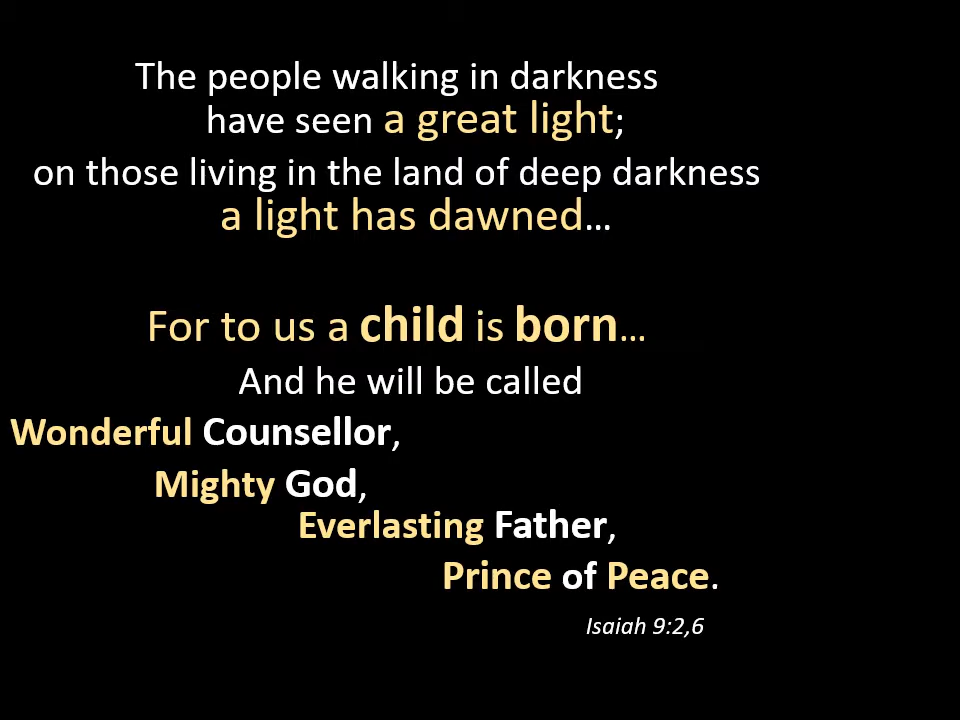 The people walking in darkness
have seen a great light;
on those living in the land of deep darkness
a light has dawned…
For to us a child is born…
And he will be called
Wonderful Counsellor,
Mighty God,
Everlasting Father,
Prince of Peace.
Isaiah 9:2,6